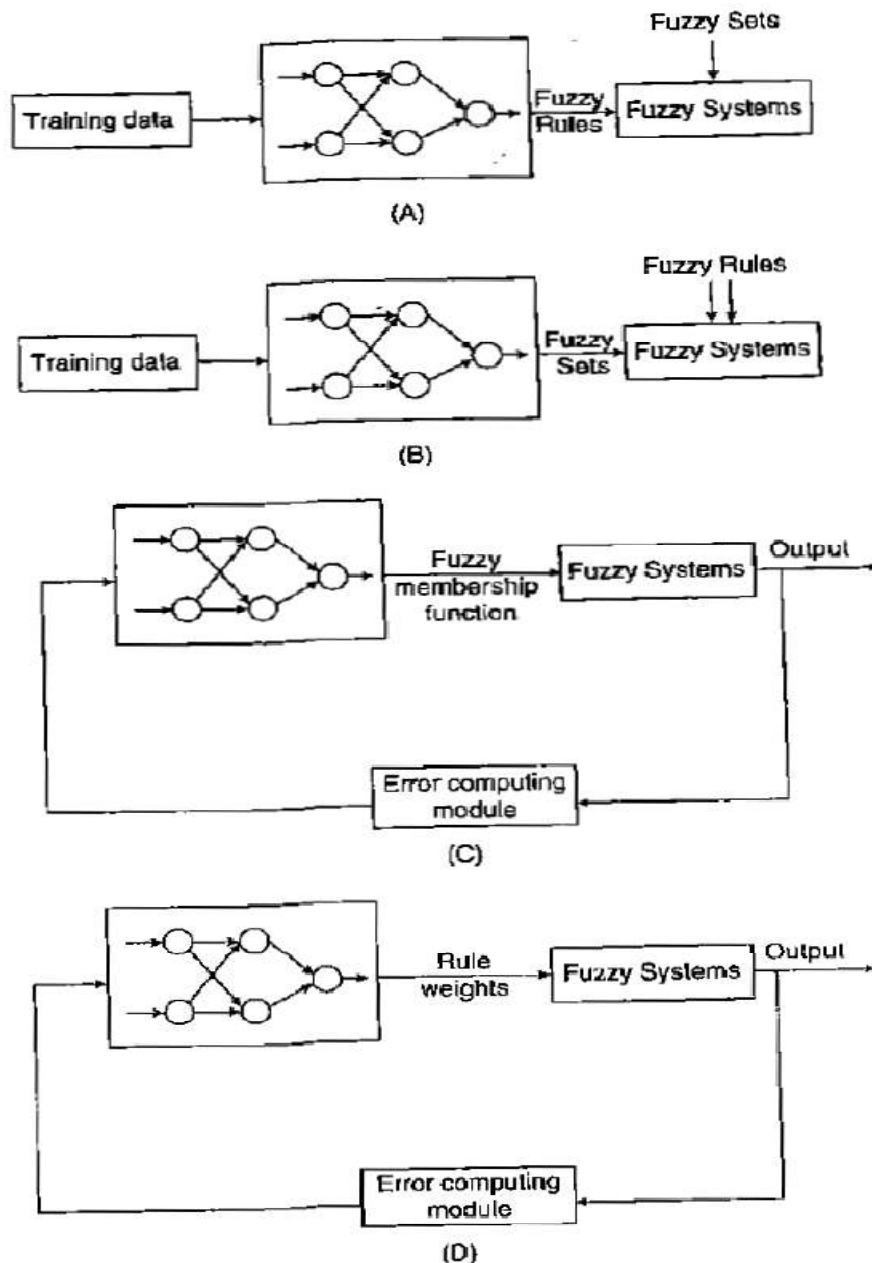 Fuzzy Sets
Training data
Fuzzy
Rules
Fuzzy Systems
(A)
Fuzzy Rules
Training data
Fuzzy
Sets
Fuzzy Systems
(B)
Output
Fuzzy
membership
function
Fuzzy Systems
Error computing
module
(C)
Output
Rule
weights
Fuzzy Systems
Error computing
module
(D)